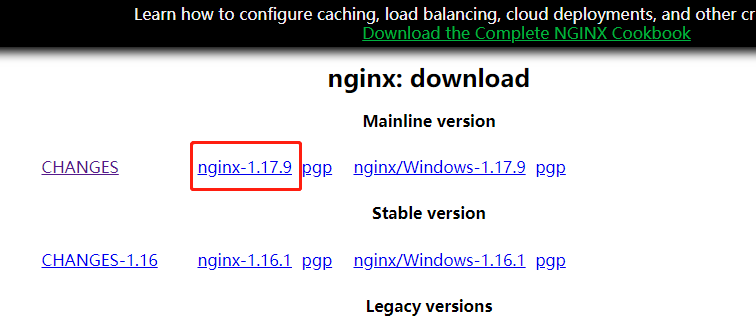 Learn how to configure caching, load balancing, cloud deployments, and other cr
Download the Complete NGINX Cookbook
nginx: download
Mainline version
CHANGES nginx-1.17.9 pgp nginx/Windows-1.17.9 pgp
Stable version
CHANGES-1.16 nginx-1.16.1 pgp nginx/Windows-1.16.1 pgp
Legacy versions